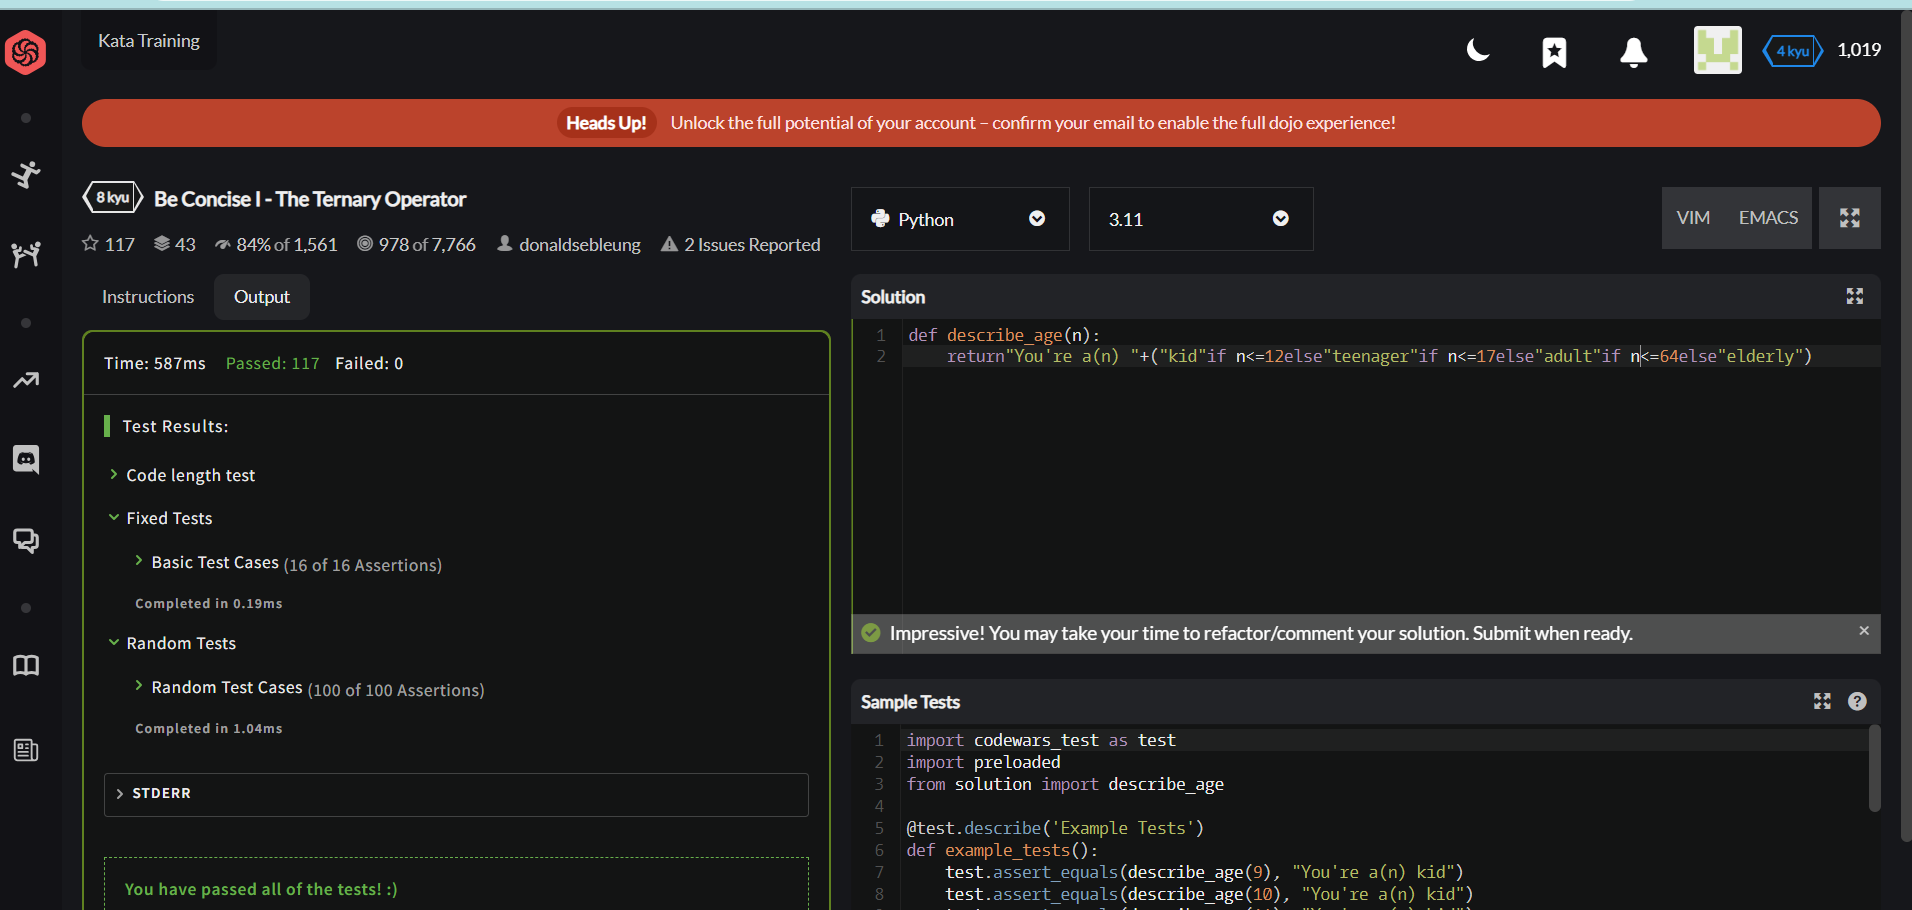 Kata Training
4 kyu 1,019
Heads Up! Unlock the full potential of your account – confirm your email to enable the full dojo experience!
8 kyu Be Concise I - The Ternary Operator
117 43 84% of 1,561 978 of 7,766 donaldsebleung 2 Issues Reported
Instructions Output
Time: 587ms Passed: 117 Failed: 0
Test Results:
Code length test
Fixed Tests
Basic Test Cases (16 of 16 Assertions)
Completed in 0.19ms
Random Tests
Random Test Cases (100 of 100 Assertions)
Completed in 1.04ms
STDERR
You have passed all of the tests! :)
Python 3.11 VIM EMACS
Solution
1 def describe_age(n):
2 return"You're a(n) "+("kid"if n<=12else"teenager"if n<=17else"adult"if n<=64else"elderly")
Impressive! You may take your time to refactor/comment your solution. Submit when ready. ×
Sample Tests ?
1 import codewars_test as test
2 import preloaded
3 from solution import describe_age
4
5 @test.describe('Example Tests')
6 def example_tests():
7 test.assert_equals(describe_age(9), "You're a(n) kid")
8 test.assert_equals(describe_age(10), "You're a(n) kid")